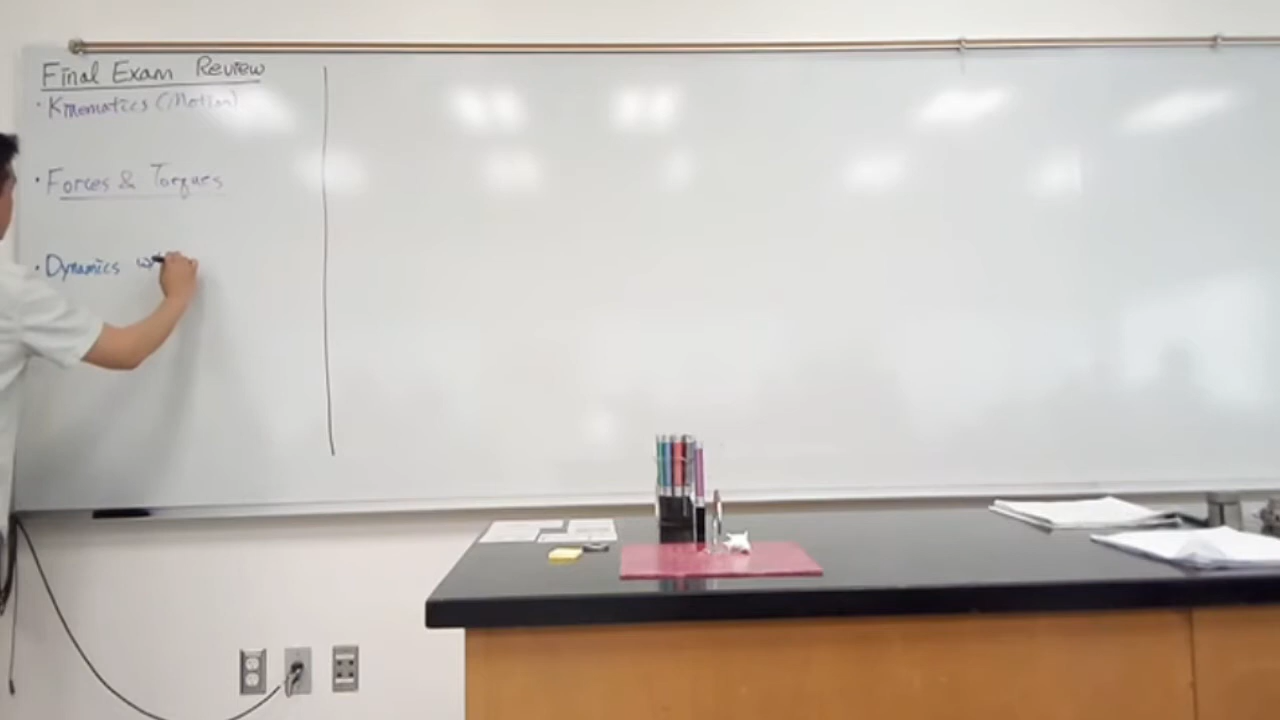 Final Exam Review
· Kinematics (Motion)
· Forces & Torques
· Dynamics